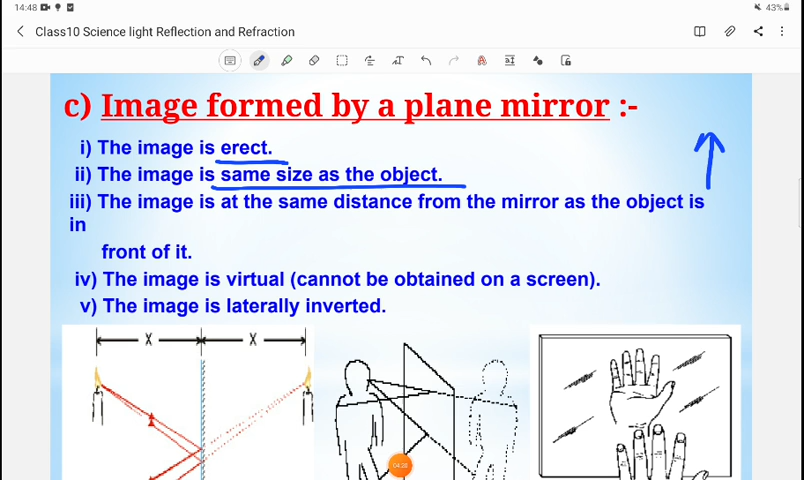 14:48
43%
Class10 Science light Reflection and Refraction
c) Image formed by a plane mirror :-
i) The image is erect.
ii) The image is same size as the object.
iii) The image is at the same distance from the mirror as the object is
in
front of it.
iv) The image is virtual (cannot be obtained on a screen).
v) The image is laterally inverted.
X X
04:28